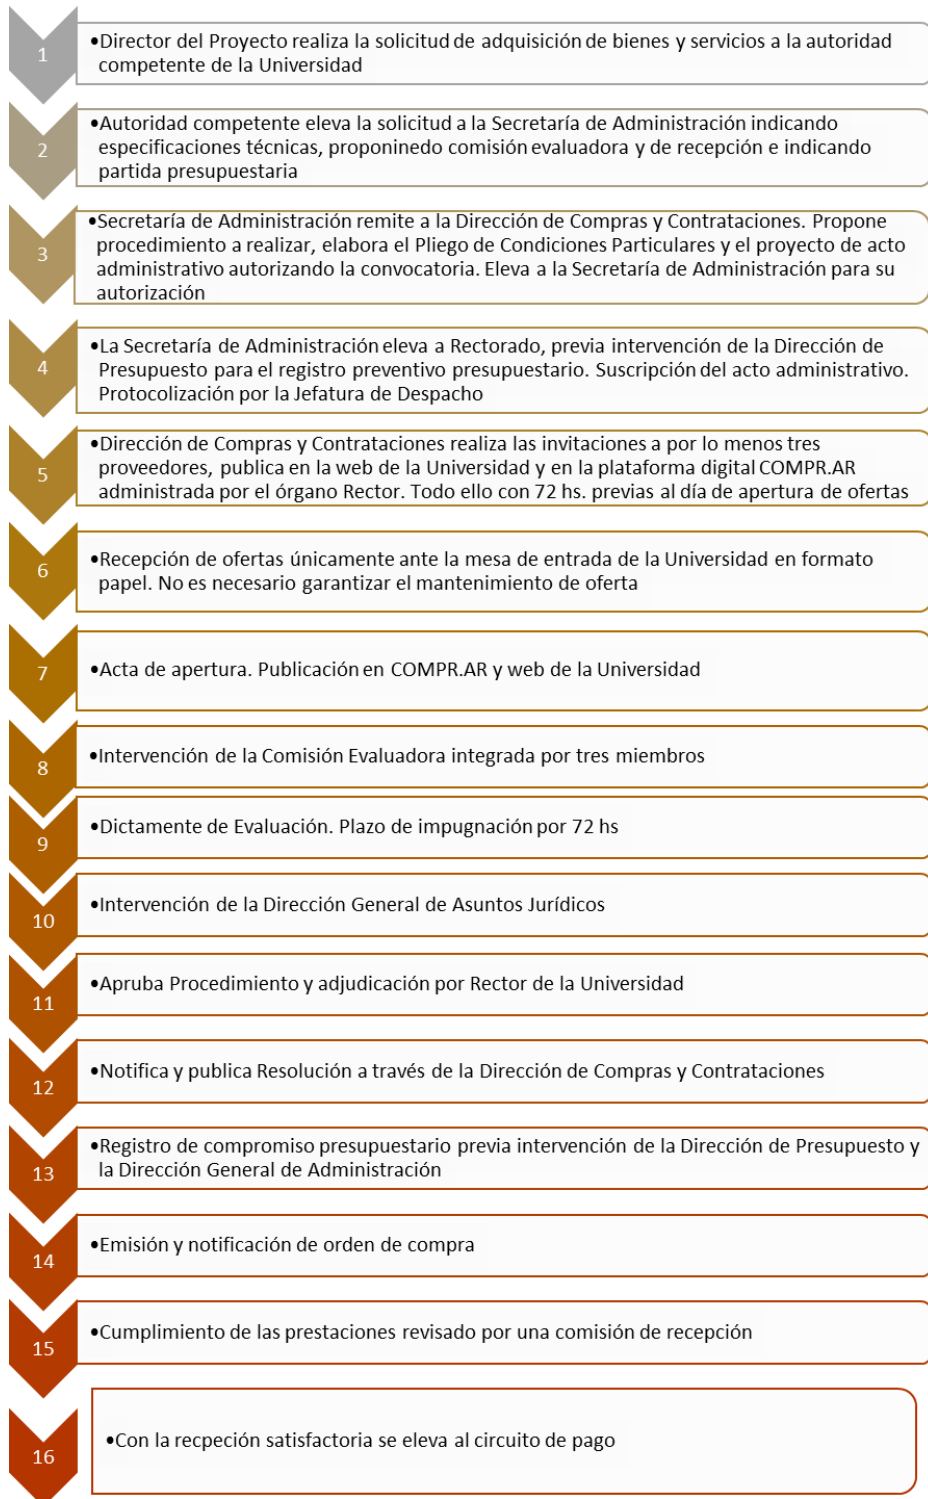 1
•Director del Proyecto realiza la solicitud de adquisición de bienes y servicios a la autoridad
competente de la Universidad
2
•Autoridad competente eleva la solicitud a la Secretaría de Administración indicando
especificaciones técnicas, proponinedo comisión evaluadora y de recepción e indicando
partida presupuestaria
3
•Secretaría de Administración remite a la Dirección de Compras y Contrataciones. Propone
procedimiento a realizar, elabora el Pliego de Condiciones Particulares y el proyecto de acto
administrativo autorizando la convocatoria. Eleva a la Secretaría de Administración para su
autorización
4
•La Secretaría de Administración eleva a Rectorado, previa intervención de la Dirección de
Presupuesto para el registro preventivo presupuestario. Suscripción del acto administrativo.
Protocolización por la Jefatura de Despacho
5
•Dirección de Compras y Contrataciones realiza las invitaciones a por lo menos tres
proveedores, publica en la web de la Universidad y en la plataforma digital COMPR.AR
administrada por el órgano Rector. Todo ello con 72 hs. previas al día de apertura de ofertas
6
•Recepción de ofertas únicamente ante la mesa de entrada de la Universidad en formato
papel. No es necesario garantizar el mantenimiento de oferta
7
•Acta de apertura. Publicación en COMPR.AR y web de la Universidad
8
•Intervención de la Comisión Evaluadora integrada por tres miembros
9
•Dictamente de Evaluación. Plazo de impugnación por 72 hs
10
•Intervención de la Dirección General de Asuntos Jurídicos
11
•Apruba Procedimiento y adjudicación por Rector de la Universidad
12
•Notifica y publica Resolución a través de la Dirección de Compras y Contrataciones
13
•Registro de compromiso presupuestario previa intervención de la Dirección de Presupuesto y
la Dirección General de Administración
14
•Emisión y notificación de orden de compra
15
•Cumplimiento de las prestaciones revisado por una comisión de recepción
16
•Con la recpeción satisfactoria se eleva al circuito de pago